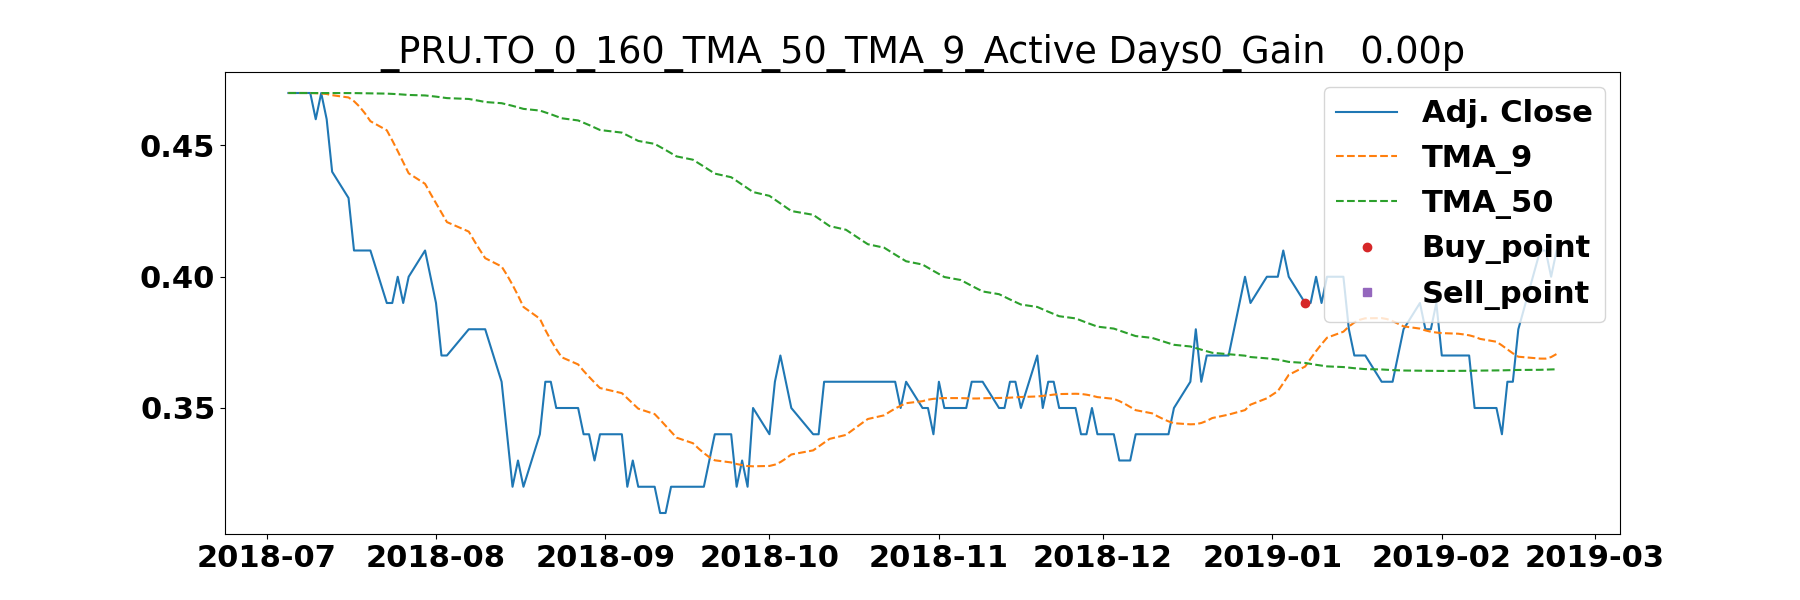 _PRU.TO_0_160_TMA_50_TMA_9_Active Days0_Gain   0.00p
Adj. Close
TMA_9
TMA_50
Buy_point
Sell_point
0.45
0.40
0.35
2018-07 2018-08 2018-09 2018-10 2018-11 2018-12 2019-01 2019-02 2019-03